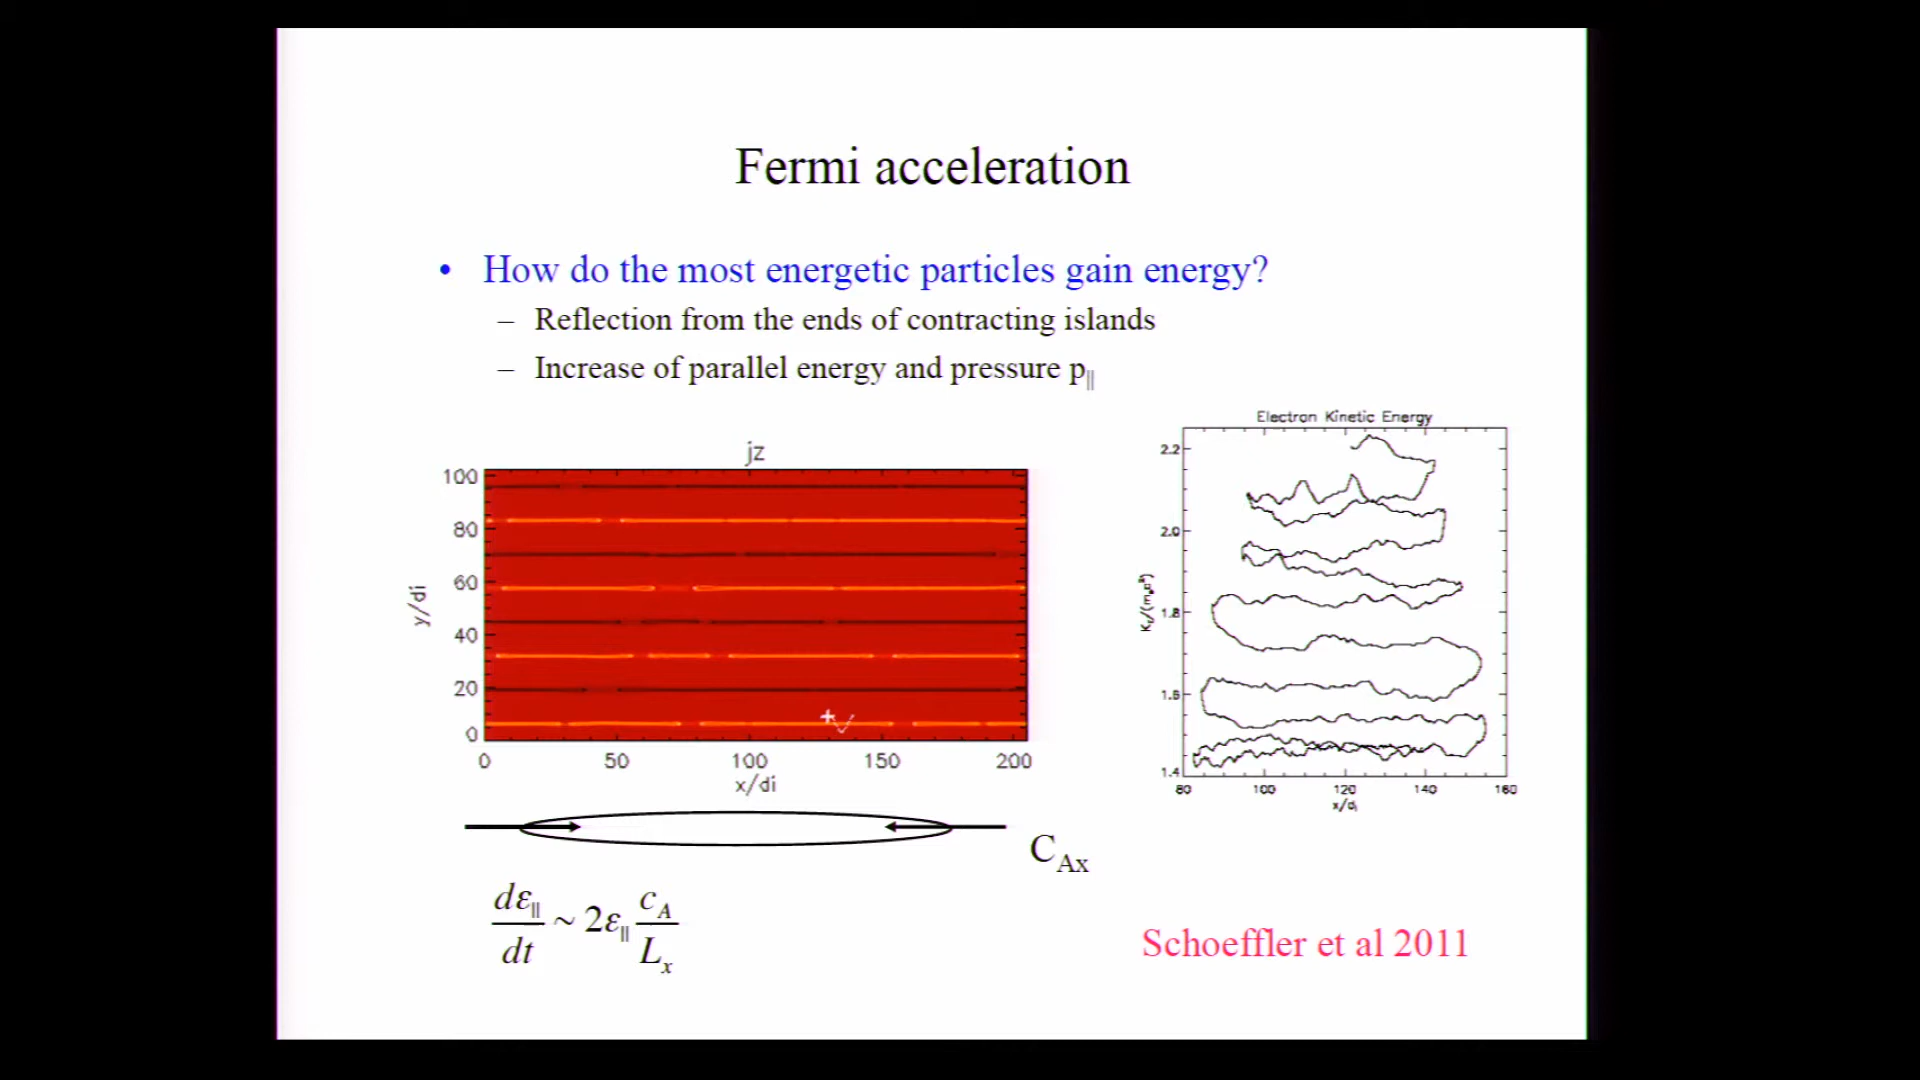 Fermi acceleration
• How do the most energetic particles gain energy?
– Reflection from the ends of contracting islands
– Increase of parallel energy and pressure p||
jz
100
80
60
40
20
0
y/di
0 50 100 150 200
x/di
Electron Kinetic Energy
2.2
2.0
1.8
1.6
1.4
80 100 120 140 160
x/di
C_Ax
dε||/dt ~ 2ε|| c_A/L_x
Schoeffler et al 2011